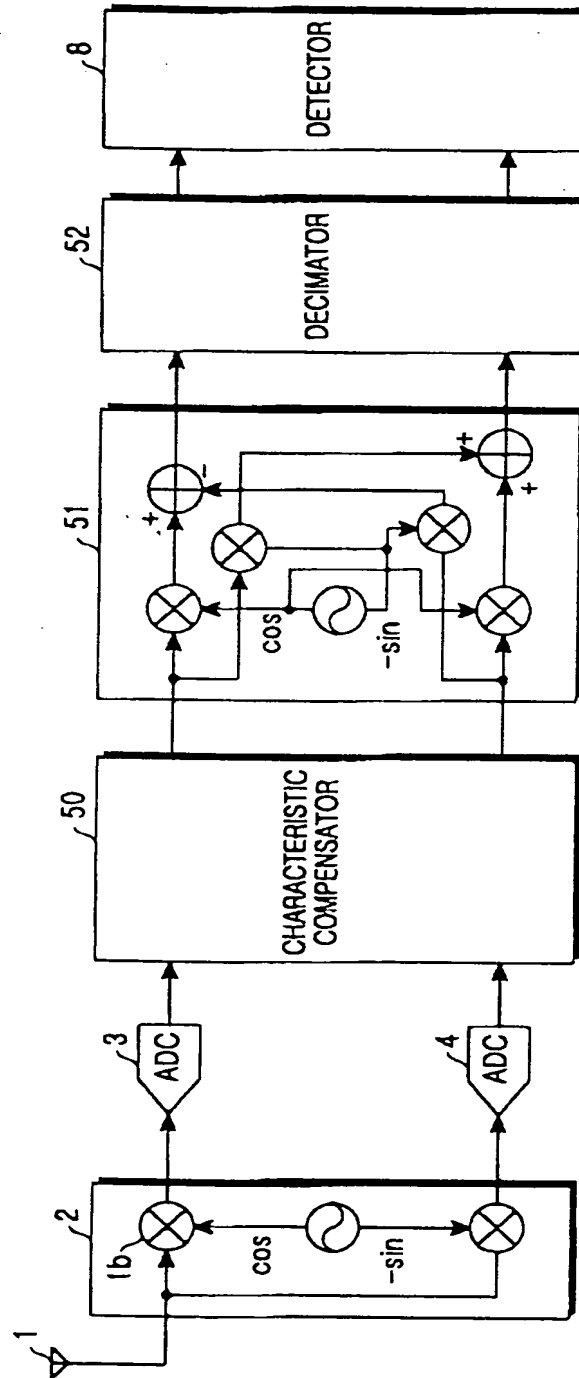 1
2
1b
cos
-sin
3
ADC
4
ADC
50
CHARACTERISTIC
COMPENSATOR
51
cos
-sin
+
-
+
+
52
DECIMATOR
8
DETECTOR